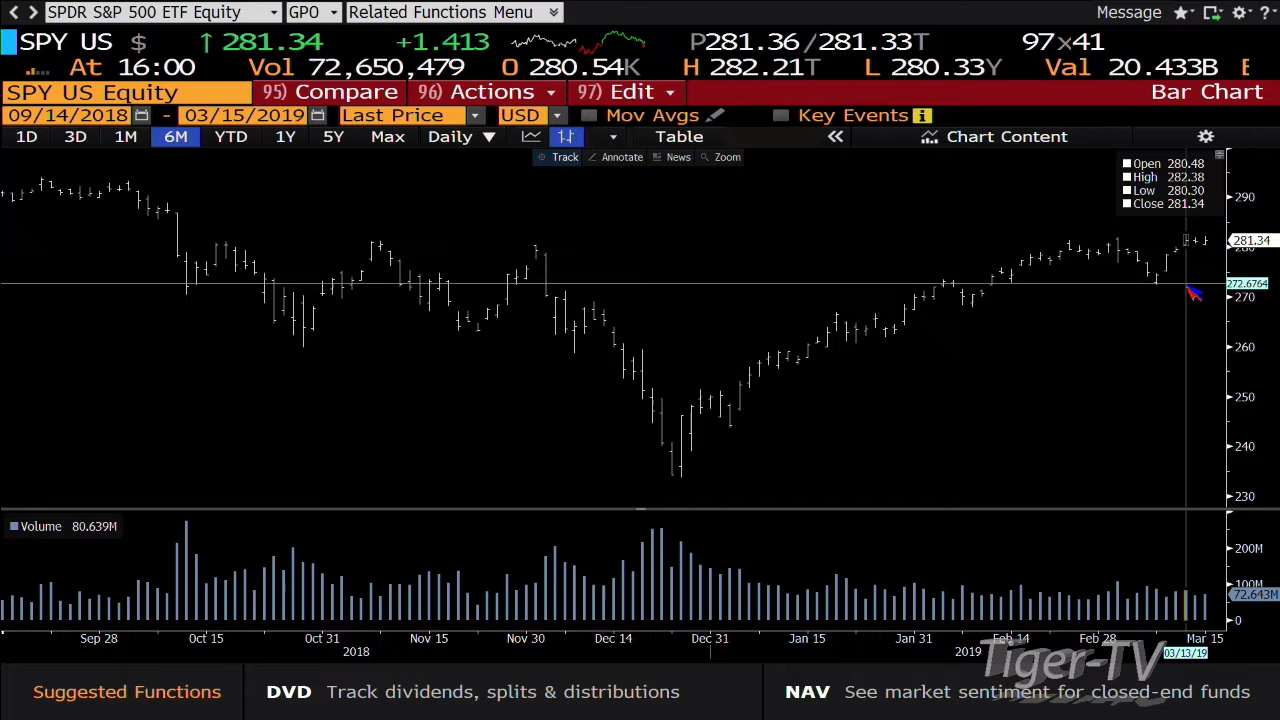 SPDR S&P 500 ETF Equity GPO Related Functions Menu Message ?
SPY US $ ↑ 281.34 +1.413 P281.36 /281.33T 97x41
At 16:00 Vol 72,650,479 O 280.54K H 282.21T L 280.33Y Val 20.433B
SPY US Equity 95) Compare 96) Actions 97) Edit Bar Chart
09/14/2018 - 03/15/2019 Last Price USD Mov Avgs Key Events
1D 3D 1M 6M YTD 1Y 5Y Max Daily ▼ Table « Chart Content
Track Annotate News Zoom
Open 280.48
High 282.38
Low 280.30
Close 281.34
290
281.34
280
272.6764
270
260
250
240
230
Volume 80.639M
200M
100M
72.643M
0
Sep 28 Oct 15 Oct 31 Nov 15 Nov 30 Dec 14 Dec 31 Jan 15 Jan 31 Feb 14 Feb 28 Mar 15
2018 2019 03/13/19
Tiger-TV
Suggested Functions DVD Track dividends, splits & distributions NAV See market sentiment for closed-end funds